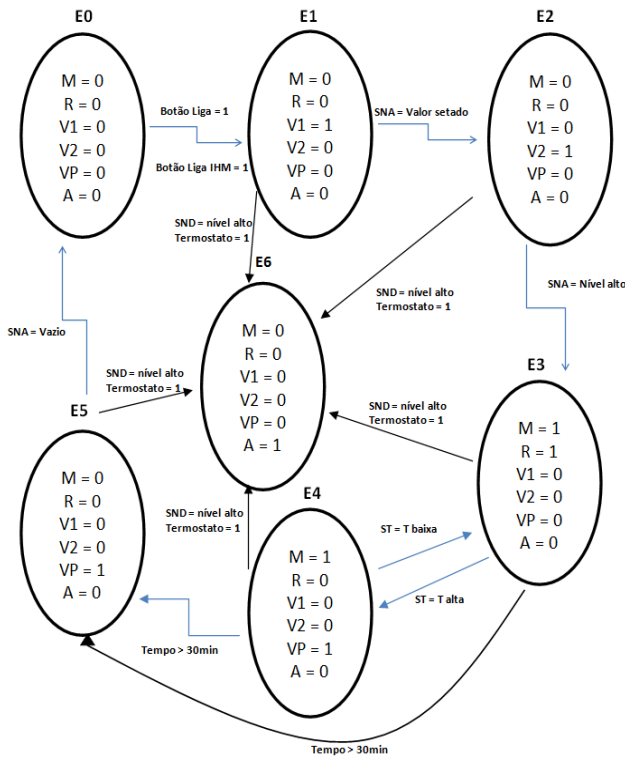 E0
M = 0
R = 0
V1 = 0
V2 = 0
VP = 0
A = 0
Botão Liga = 1
Botão Liga IHM = 1
E1
M = 0
R = 0
V1 = 1
V2 = 0
VP = 0
A = 0
SNA = Valor setado
E2
M = 0
R = 0
V1 = 0
V2 = 1
VP = 0
A = 0
SND = nível alto
Termostato = 1
SND = nível alto
Termostato = 1
SNA = Nível alto
SNA = Vazio
E6
M = 0
R = 0
V1 = 0
V2 = 0
VP = 0
A = 1
SND = nível alto
Termostato = 1
SND = nível alto
Termostato = 1
E3
M = 1
R = 1
V1 = 0
V2 = 0
VP = 0
A = 0
E5
M = 0
R = 0
V1 = 0
V2 = 0
VP = 1
A = 0
SND = nível alto
Termostato = 1
E4
M = 1
R = 0
V1 = 0
V2 = 0
VP = 1
A = 0
ST = T baixa
ST = T alta
Tempo > 30min
Tempo > 30min